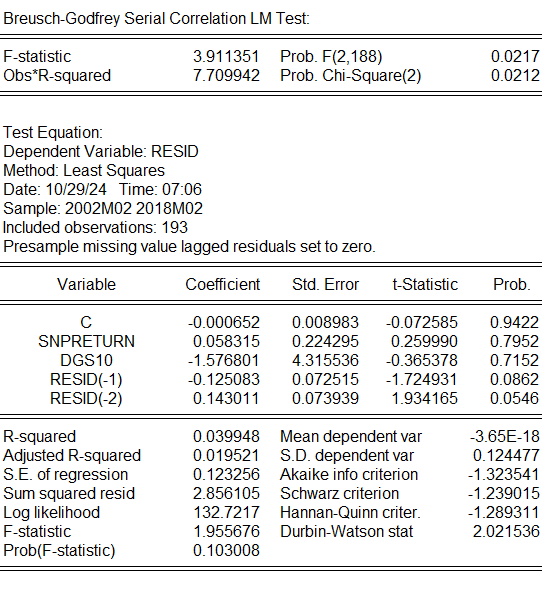 Breusch-Godfrey Serial Correlation LM Test:
F-statistic 3.911351 Prob. F(2,188) 0.0217
Obs*R-squared 7.709942 Prob. Chi-Square(2) 0.0212
Test Equation:
Dependent Variable: RESID
Method: Least Squares
Date: 10/29/24 Time: 07:06
Sample: 2002M02 2018M02
Included observations: 193
Presample missing value lagged residuals set to zero.
Variable Coefficient Std. Error t-Statistic Prob.
C -0.000652 0.008983 -0.072585 0.9422
SNPRETURN 0.058315 0.224295 0.259990 0.7952
DGS10 -1.576801 4.315536 -0.365378 0.7152
RESID(-1) -0.125083 0.072515 -1.724931 0.0862
RESID(-2) 0.143011 0.073939 1.934165 0.0546
R-squared 0.039948 Mean dependent var -3.65E-18
Adjusted R-squared 0.019521 S.D. dependent var 0.124477
S.E. of regression 0.123256 Akaike info criterion -1.323541
Sum squared resid 2.856105 Schwarz criterion -1.239015
Log likelihood 132.7217 Hannan-Quinn criter. -1.289311
F-statistic 1.955676 Durbin-Watson stat 2.021536
Prob(F-statistic) 0.103008